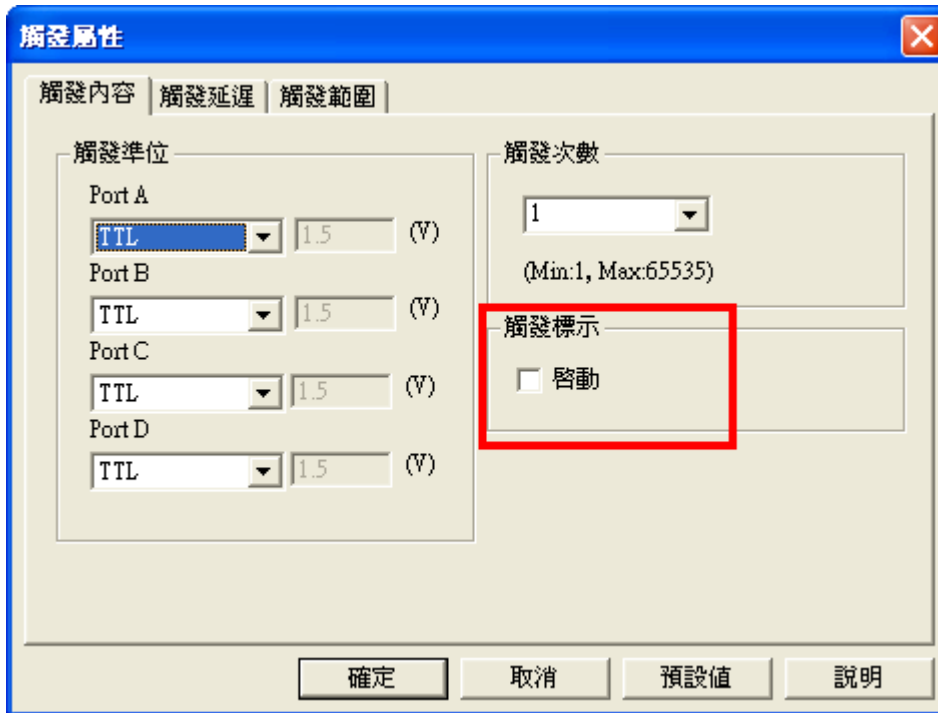 觸發屬性
觸發內容 觸發延遲 觸發範圍
觸發準位
Port A
TTL 1.5 (V)
Port B
TTL 1.5 (V)
Port C
TTL 1.5 (V)
Port D
TTL 1.5 (V)
觸發次數
1
(Min:1, Max:65535)
觸發標示
啓動
確定 取消 預設值 說明